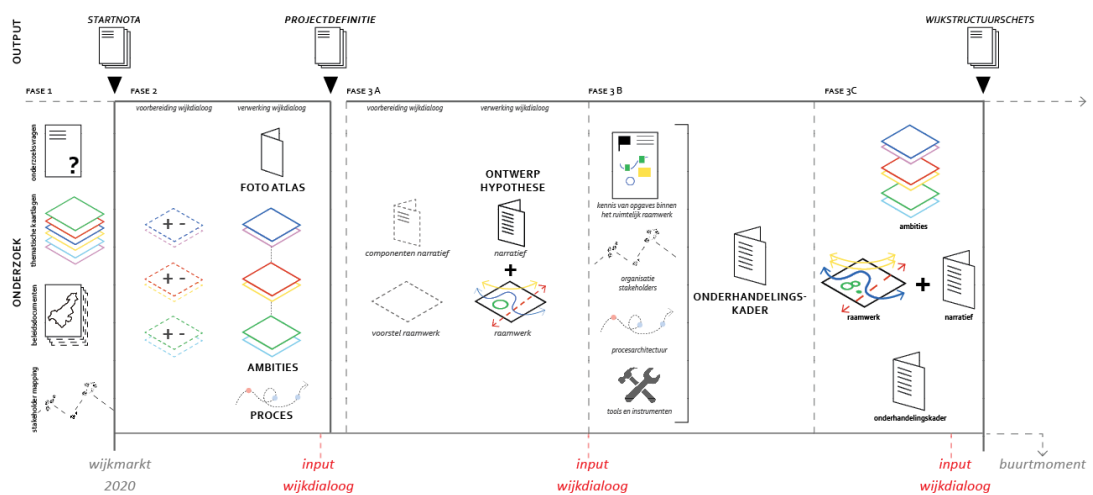 OUTPUT
STARTNOTA
PROJECTDEFINITIE
WIJKSTRUCTUURSCHETS
FASE 1
FASE 2
FASE 3 A
FASE 3 B
FASE 3C
voorbereiding wijkdialoog
verwerking wijkdialoog
voorbereiding wijkdialoog
verwerking wijkdialoog
ONDERZOEK
onderzoeksvragen
?
thematische kaartlagen
beleidsdocumenten
stakeholder mapping
+ -
+ -
+ -
FOTO ATLAS
AMBITIES
PROCES
componenten narratief
voorstel raamwerk
ONTWERP
HYPOTHESE
narratief
+
raamwerk
kennis van opgaves binnen
het ruimtelijk raamwerk
organisatie
stakeholders
procesarchitectuur
tools en instrumenten
ONDERHANDELINGS-
KADER
ambities
raamwerk
+
narratief
onderhandelingskader
wijkmarkt
2020
input
wijkdialoog
input
wijkdialoog
input
wijkdialoog
buurtmoment